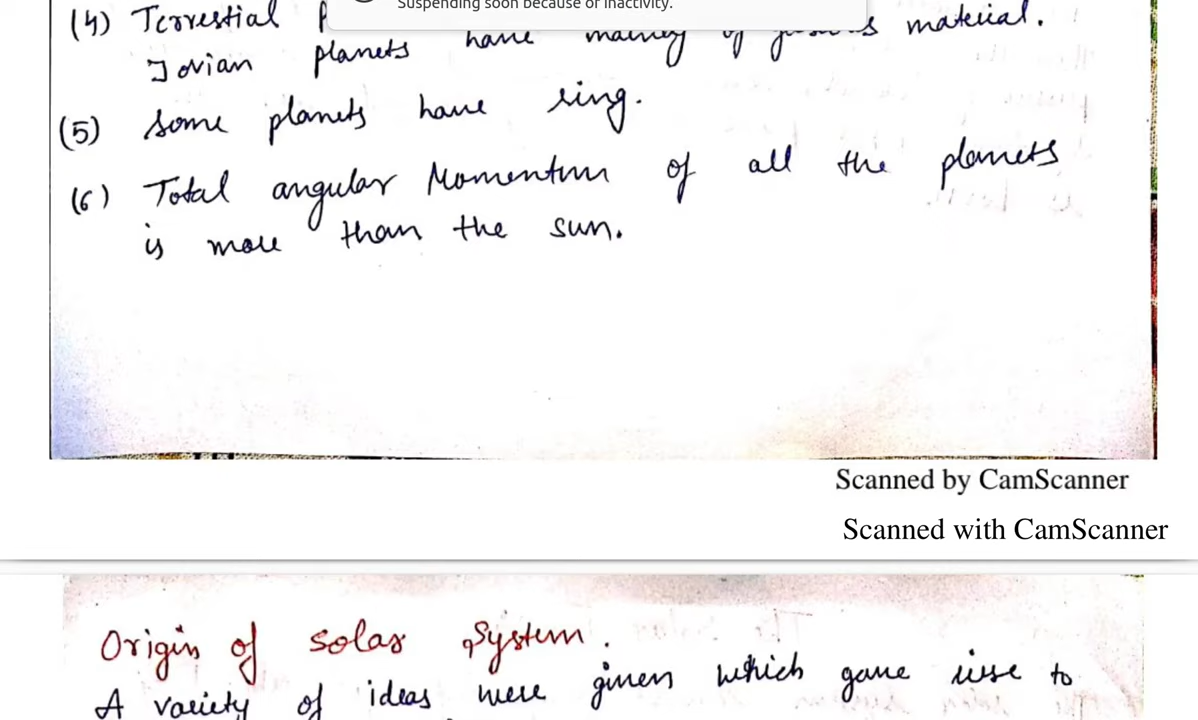 Suspending soon because of inactivity.
(4) Terrestial
Jovian planets have mainey of material.
(5) Some planets have ring.
(6) Total angular Momentum of all the planets
is more than the sun.
Scanned by CamScanner
Scanned with CamScanner
Origin of solar system.
A variety of ideas were given which gave rise to